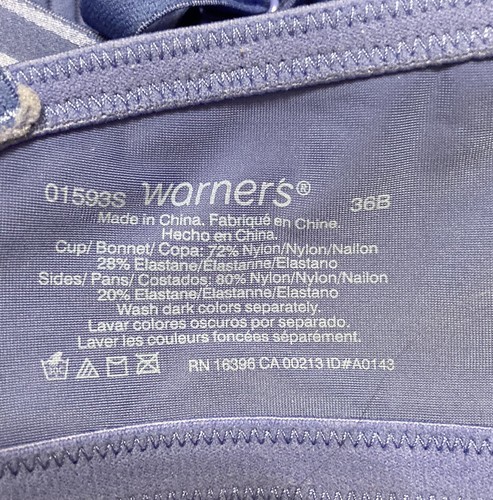 01593S warner's® 36B
Made in China. Fabriqué en Chine.
Hecho en China.
Cup/ Bonnet/ Copa: 72% Nylon/Nylon/Nailon
28% Elastane/Élastanne/Elastano
Sides/ Pans/ Costados: 80% Nylon/Nylon/Nailon
20% Elastane/Élastanne/Elastano
Wash dark colors separately.
Lavar colores oscuros por separado.
Laver les couleurs foncées séparément.
RN 16396 CA 00213 ID#A0143